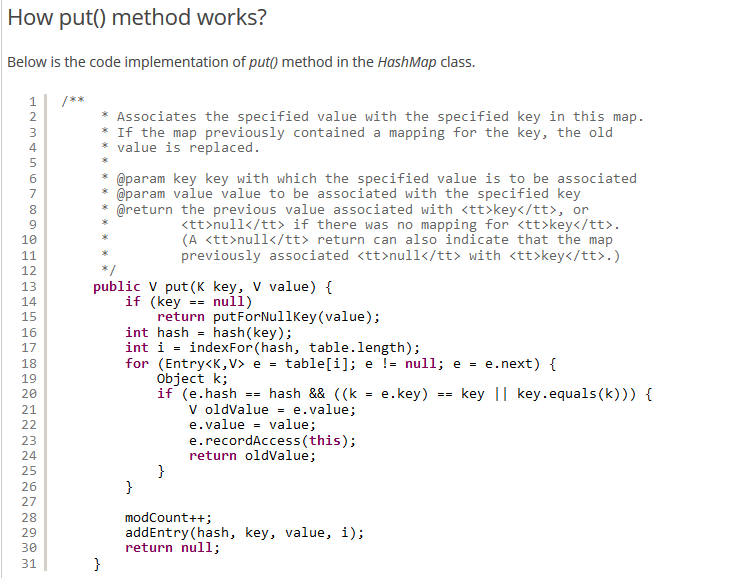 How put() method works?
Below is the code implementation of put() method in the HashMap class.
1 /**
2 * Associates the specified value with the specified key in this map.
3 * If the map previously contained a mapping for the key, the old
4 * value is replaced.
5 *
6 * @param key key with which the specified value is to be associated
7 * @param value value to be associated with the specified key
8 * @return the previous value associated with <tt>key</tt>, or
9 * <tt>null</tt> if there was no mapping for <tt>key</tt>.
10 * (A <tt>null</tt> return can also indicate that the map
11 * previously associated <tt>null</tt> with <tt>key</tt>.)
12 */
13 public V put(K key, V value) {
14 if (key == null)
15 return putForNullKey(value);
16 int hash = hash(key);
17 int i = indexFor(hash, table.length);
18 for (Entry<K,V> e = table[i]; e != null; e = e.next) {
19 Object k;
20 if (e.hash == hash && ((k = e.key) == key || key.equals(k))) {
21 V oldValue = e.value;
22 e.value = value;
23 e.recordAccess(this);
24 return oldValue;
25 }
26 }
27
28 modCount++;
29 addEntry(hash, key, value, i);
30 return null;
31 }